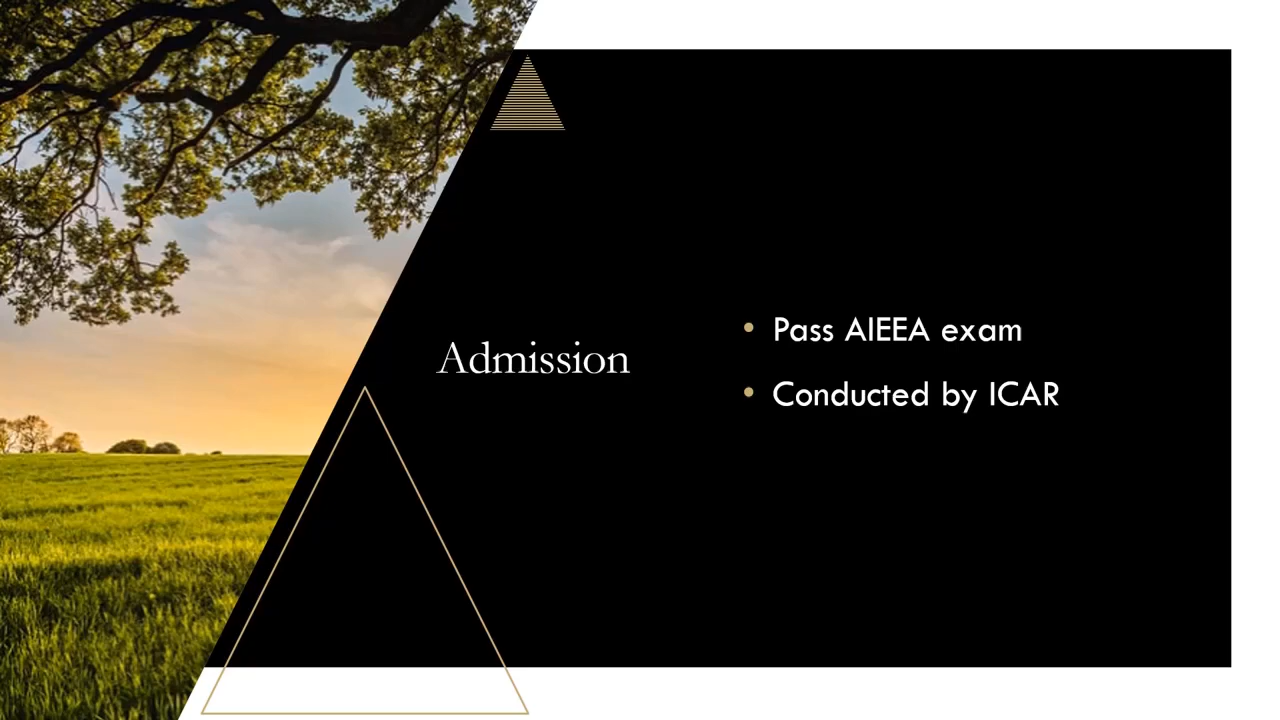 Admission
• Pass AIEEA exam
• Conducted by ICAR